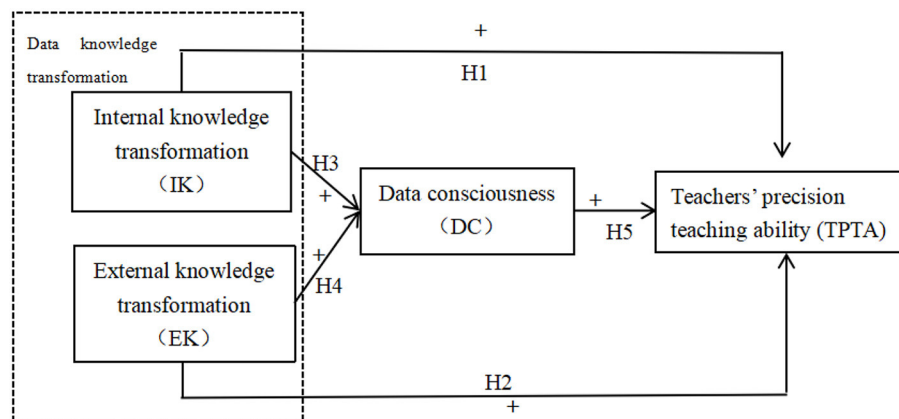 Data knowledge
transformation
+
H1
Internal knowledge
transformation
（IK）
H3
+
Data consciousness
（DC）
+
H5
Teachers’ precision
teaching ability (TPTA)
+
H4
External knowledge
transformation
（EK）
H2
+